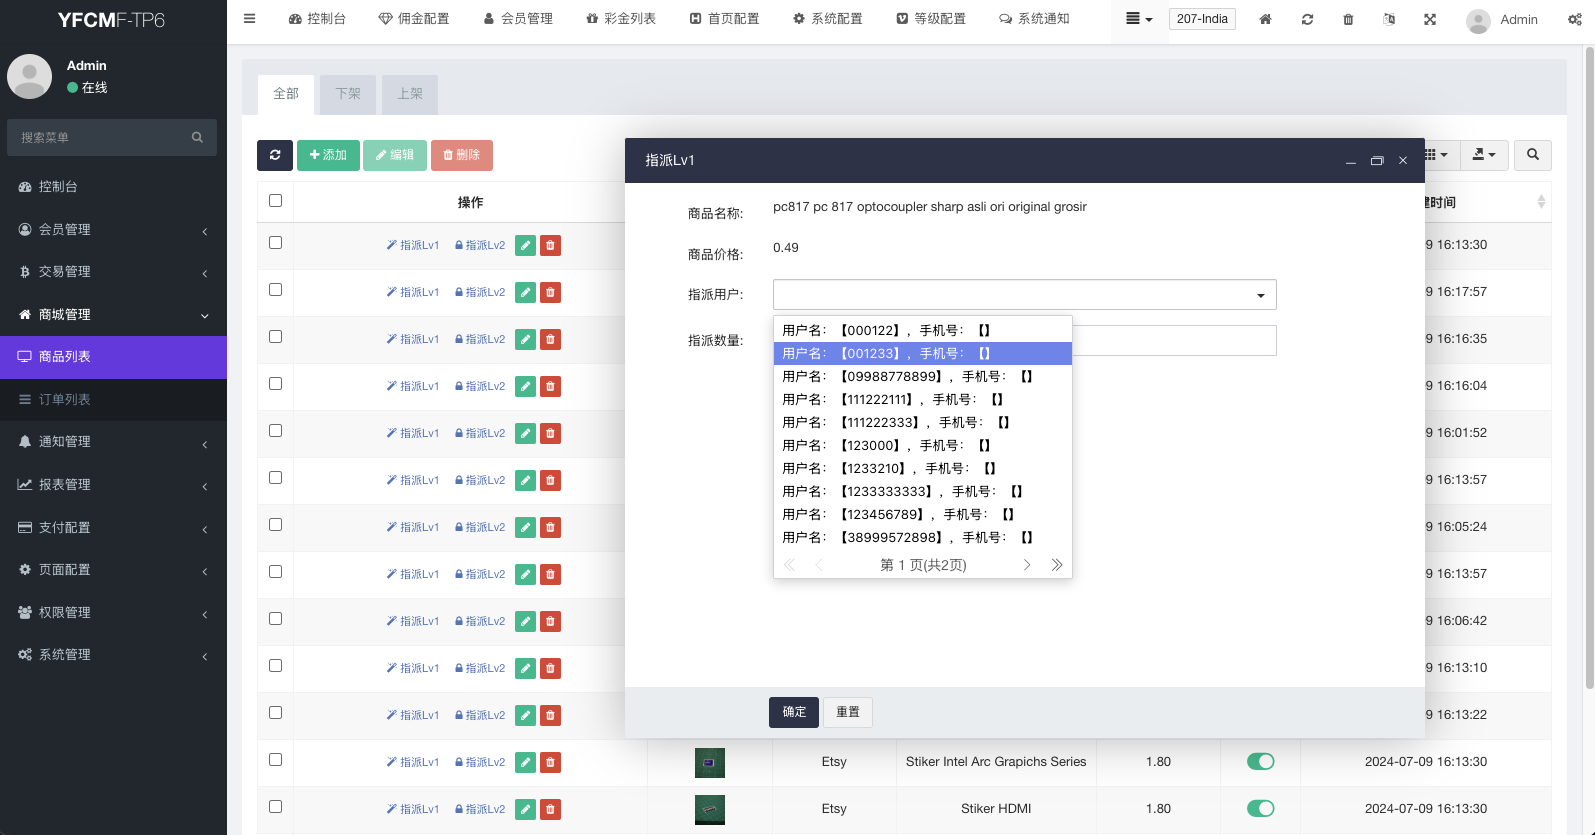 YFCMF-TP6
控制台
佣金配置
会员管理
彩金列表
首页配置
系统配置
等级配置
系统通知
207-India
Admin
Admin
在线
搜索菜单
控制台
会员管理
交易管理
商城管理
商品列表
订单列表
通知管理
报表管理
支付配置
页面配置
权限管理
系统管理
全部
下架
上架
添加
编辑
删除
操作
建时间
指派Lv1 指派Lv2 9 16:13:30
指派Lv1 指派Lv2 9 16:17:57
指派Lv1 指派Lv2 9 16:16:35
指派Lv1 指派Lv2 9 16:16:04
指派Lv1 指派Lv2 9 16:01:52
指派Lv1 指派Lv2 9 16:13:57
指派Lv1 指派Lv2 9 16:05:24
指派Lv1 指派Lv2 9 16:13:57
指派Lv1 指派Lv2 9 16:06:42
指派Lv1 指派Lv2 9 16:13:10
指派Lv1 指派Lv2 9 16:13:22
指派Lv1 指派Lv2 Etsy Stiker Intel Arc Grapichs Series 1.80 2024-07-09 16:13:30
指派Lv1 指派Lv2 Etsy Stiker HDMI 1.80 2024-07-09 16:13:30
指派Lv1
商品名称: pc817 pc 817 optocoupler sharp asli ori original grosir
商品价格: 0.49
指派用户:
指派数量:
用户名：【000122】，手机号：【】
用户名：【001233】，手机号：【】
用户名：【09988778899】，手机号：【】
用户名：【111222111】，手机号：【】
用户名：【111222333】，手机号：【】
用户名：【123000】，手机号：【】
用户名：【1233210】，手机号：【】
用户名：【1233333333】，手机号：【】
用户名：【123456789】，手机号：【】
用户名：【38999572898】，手机号：【】
第 1 页(共2页)
确定
重置